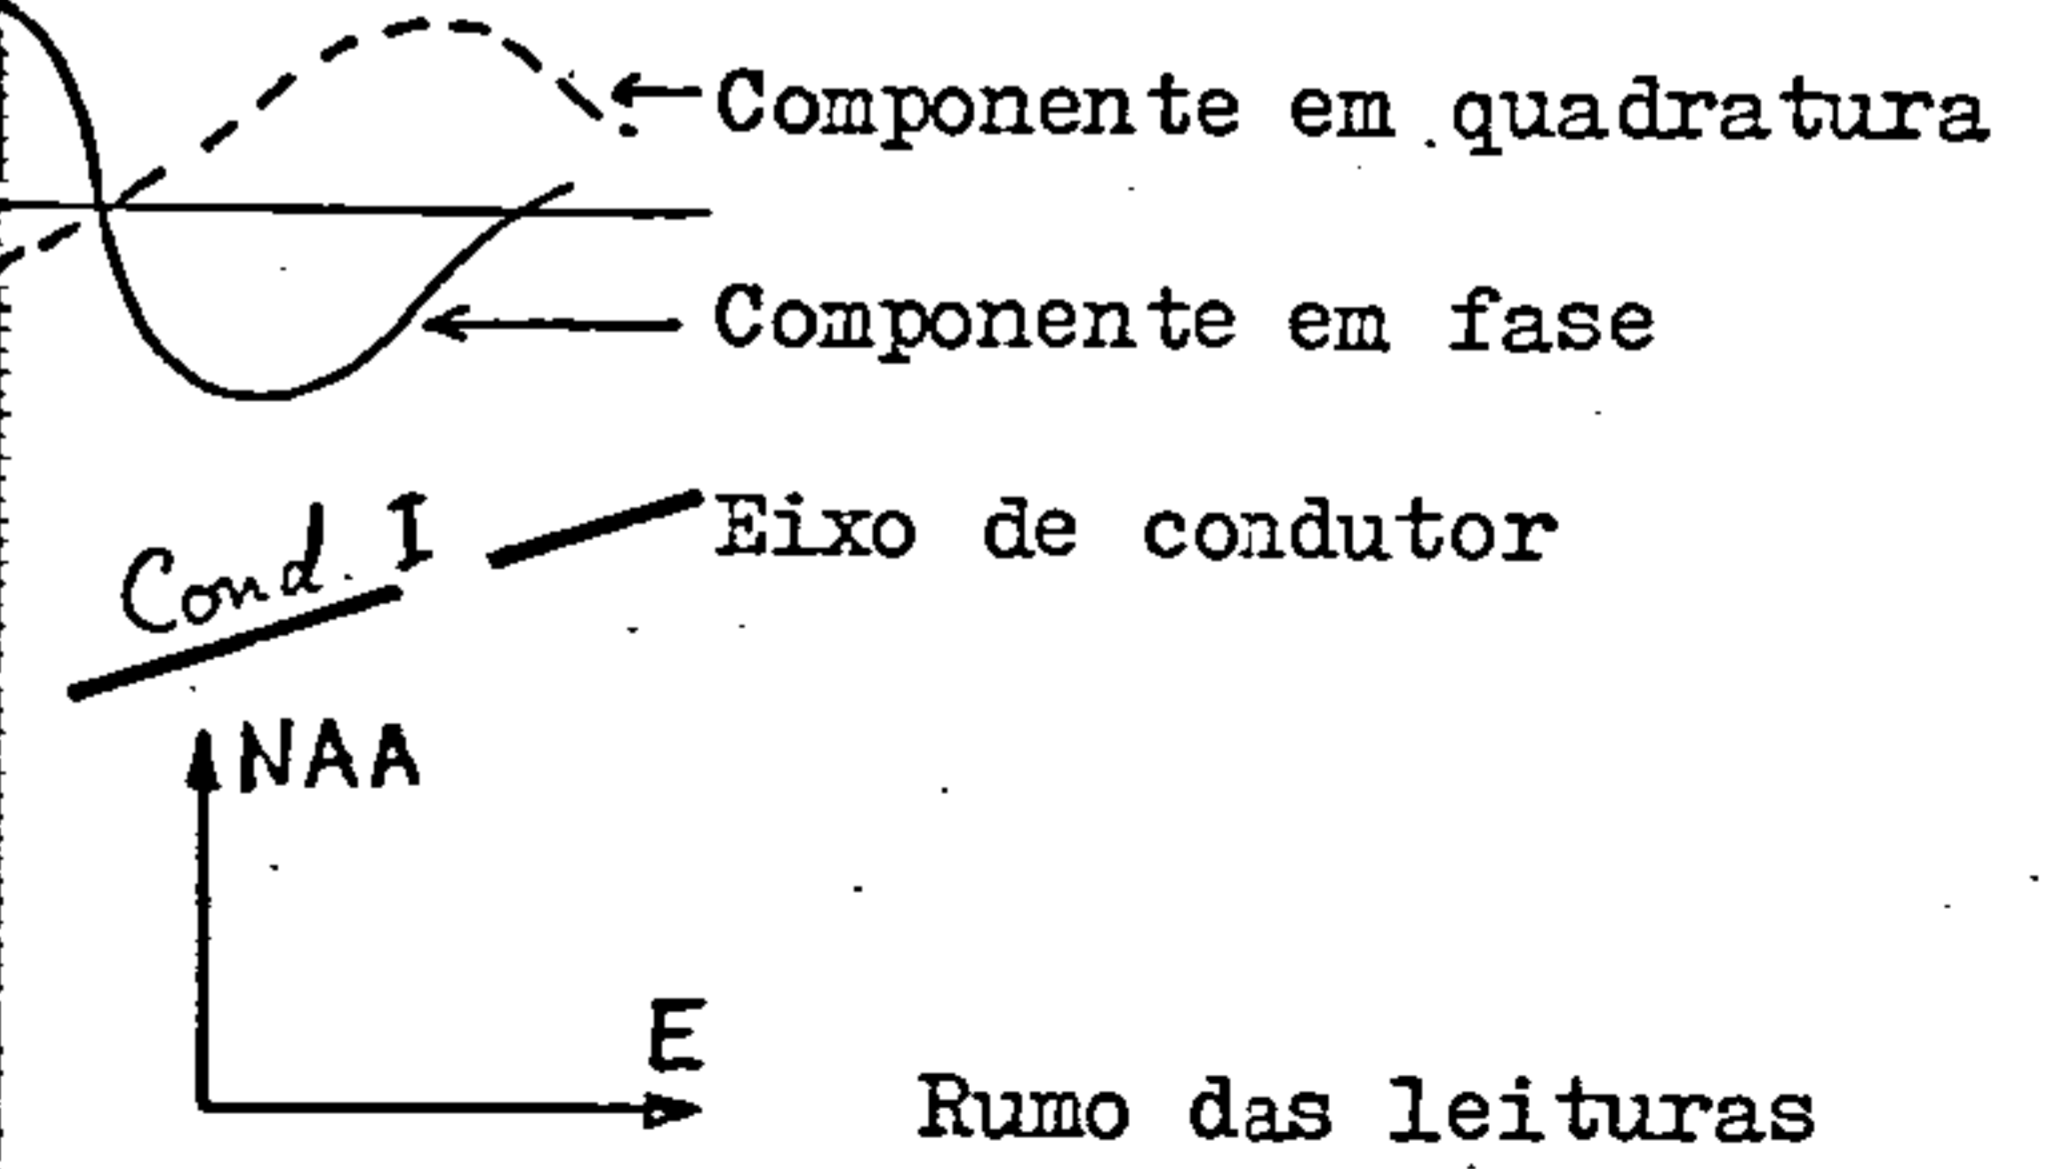 Componente em quadratura
Componente em fase
Cond. I
Eixo de condutor
NAA
E
Rumo das leituras